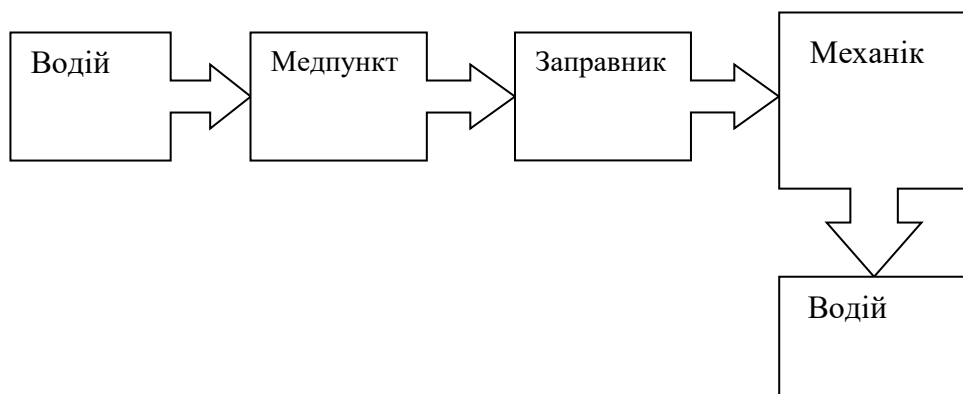 Водій
Медпункт
Заправник
Механік
Водій